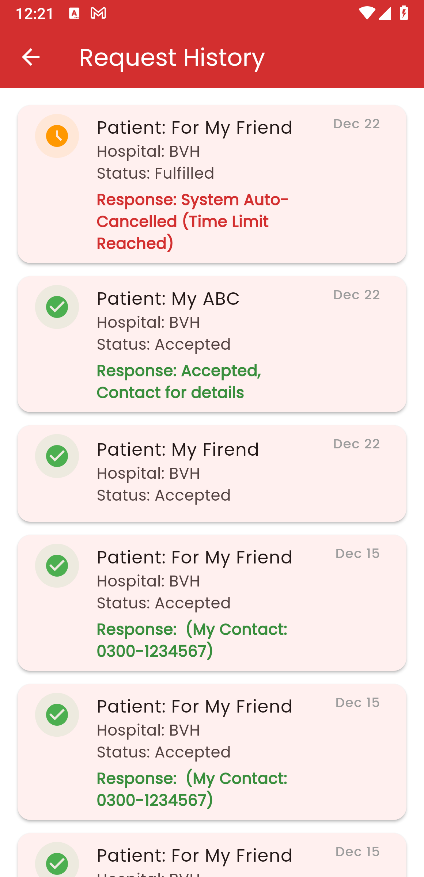 12:21
Request History
Patient: For My Friend
Dec 22
Hospital: BVH
Status: Fulfilled
Response: System Auto-
Cancelled (Time Limit
Reached)
Patient: My ABC
Dec 22
Hospital: BVH
Status: Accepted
Response: Accepted,
Contact for details
Patient: My Firend
Dec 22
Hospital: BVH
Status: Accepted
Patient: For My Friend
Dec 15
Hospital: BVH
Status: Accepted
Response:  (My Contact:
0300-1234567)
Patient: For My Friend
Dec 15
Hospital: BVH
Status: Accepted
Response:  (My Contact:
0300-1234567)
Patient: For My Friend
Dec 15
Hospital: BVH